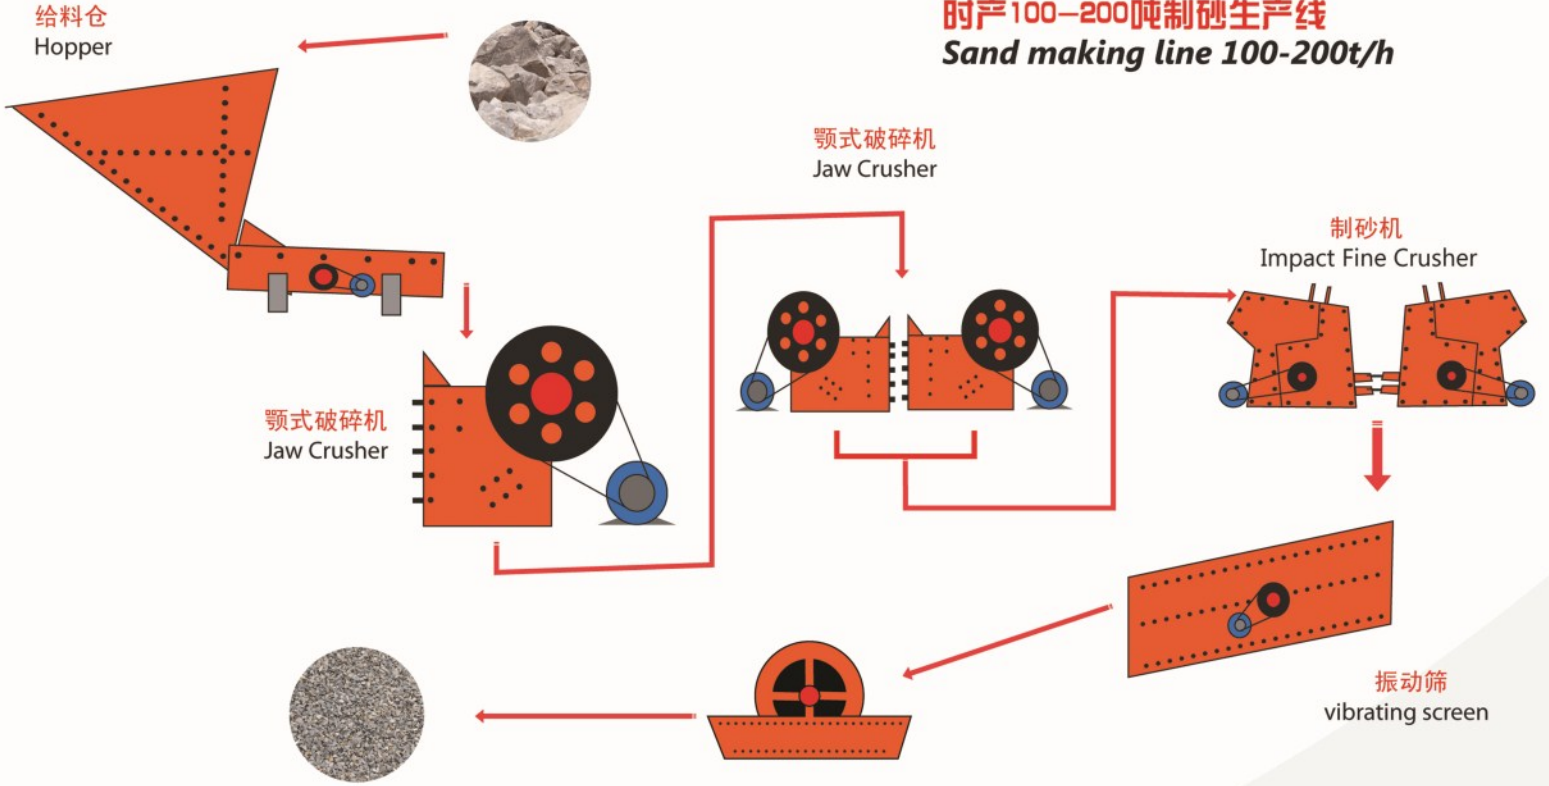 给料仓
Hopper
时产100-200吨制砂生产线
Sand making line 100-200t/h
颚式破碎机
Jaw Crusher
制砂机
Impact Fine Crusher
颚式破碎机
Jaw Crusher
振动筛
vibrating screen